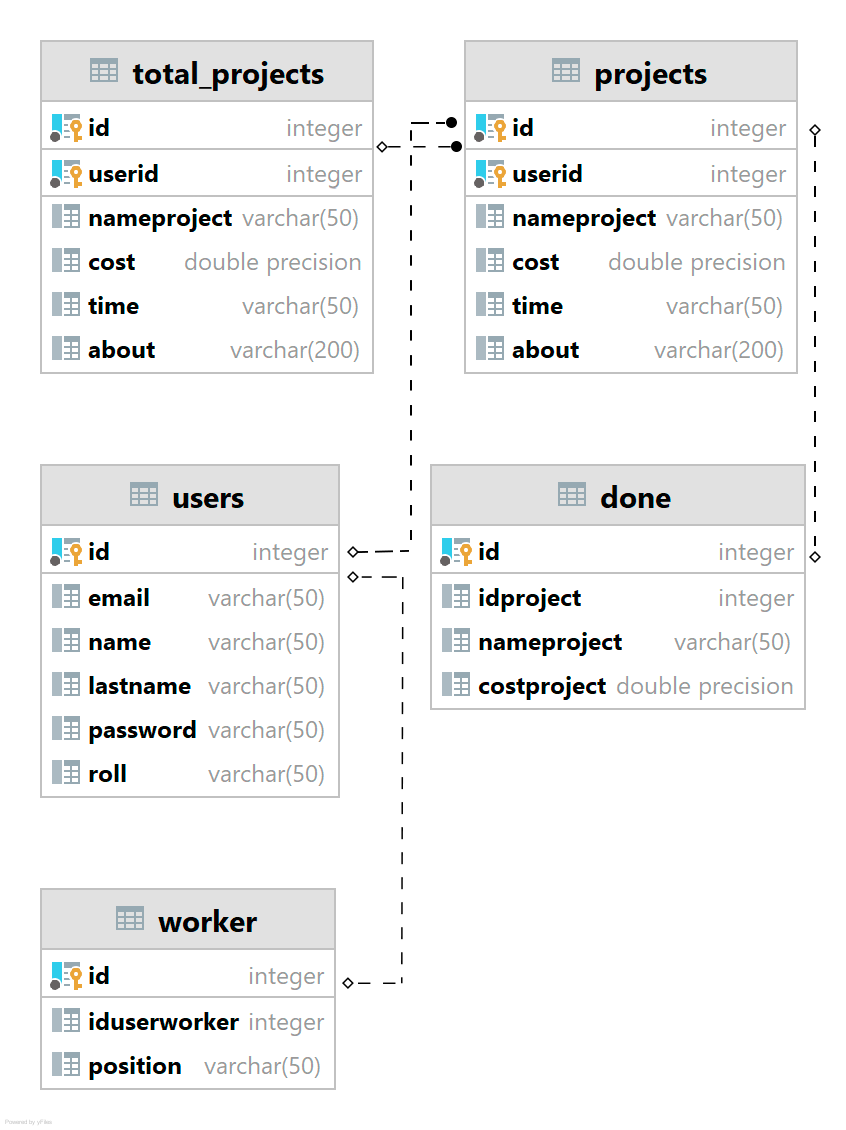 total_projects
id integer
userid integer
nameproject varchar(50)
cost double precision
time varchar(50)
about varchar(200)
projects
id integer
userid integer
nameproject varchar(50)
cost double precision
time varchar(50)
about varchar(200)
users
id integer
email varchar(50)
name varchar(50)
lastname varchar(50)
password varchar(50)
roll varchar(50)
done
id integer
idproject integer
nameproject varchar(50)
costproject double precision
worker
id integer
iduserworker integer
position varchar(50)
Powered by yFiles